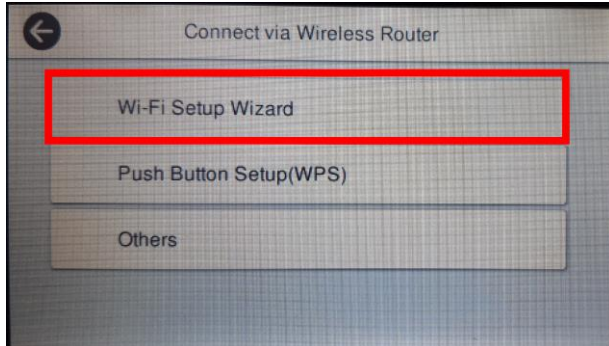 Connect via Wireless Router
Wi-Fi Setup Wizard
Push Button Setup(WPS)
Others